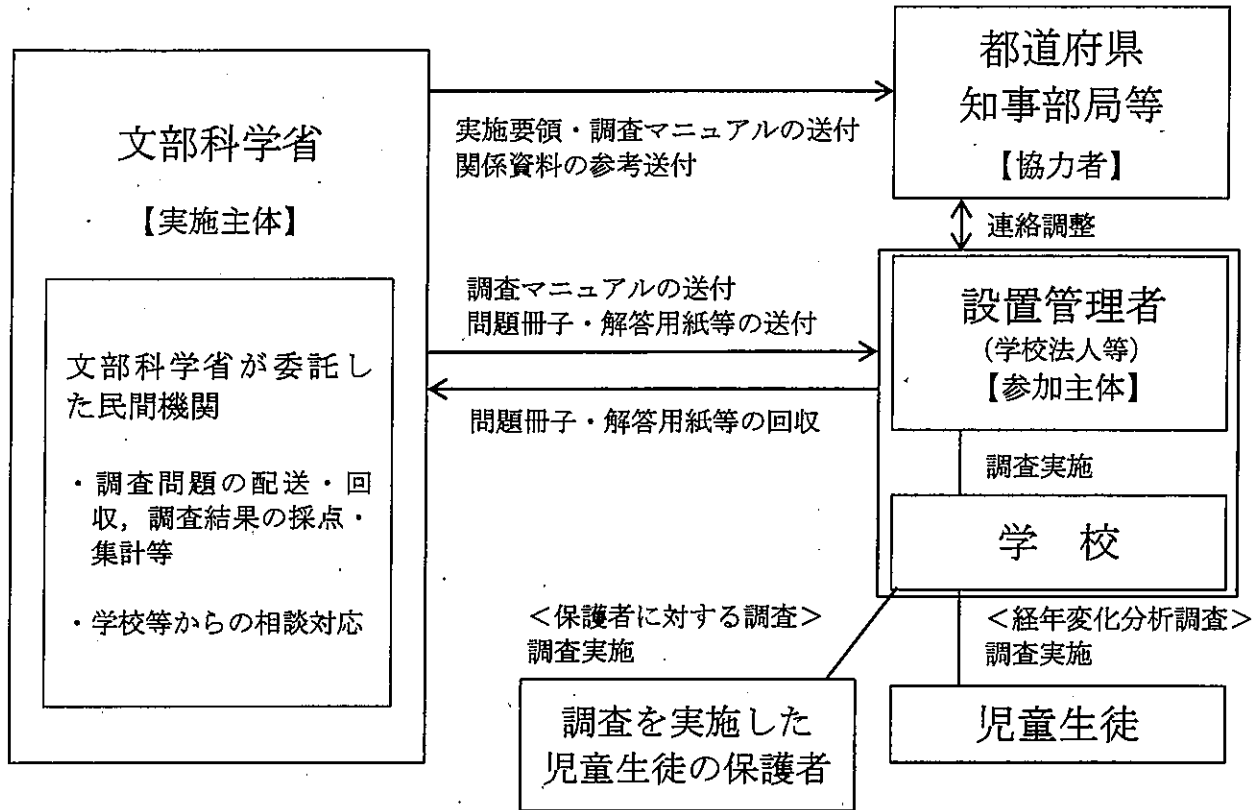 文部科学省
【実施主体】
文部科学省が委託し
た民間機関
・調査問題の配送・回
収，調査結果の採点・
集計等
・学校等からの相談対応
実施要領・調査マニュアルの送付
関係資料の参考送付
都道府県
知事部局等
【協力者】
連絡調整
調査マニュアルの送付
問題冊子・解答用紙等の送付
問題冊子・解答用紙等の回収
設置管理者
（学校法人等）
【参加主体】
調査実施
学　校
＜保護者に対する調査＞
調査実施
＜経年変化分析調査＞
調査実施
調査を実施した
児童生徒の保護者
児童生徒